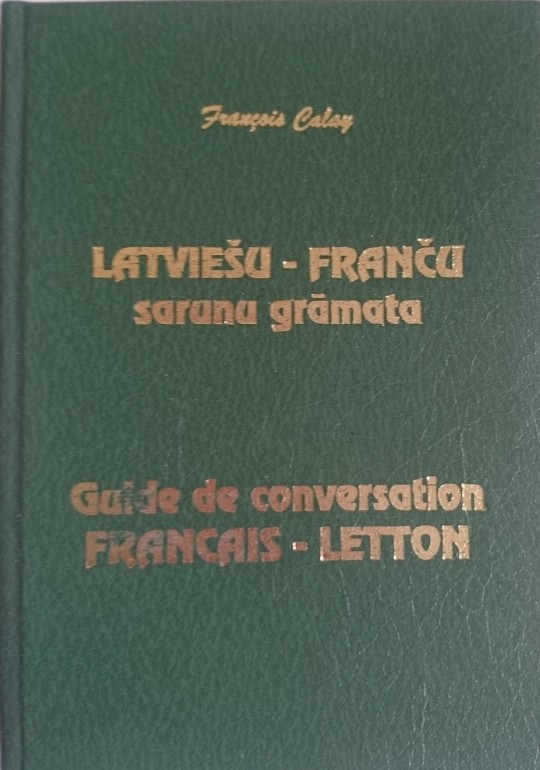 François Calay
LATVIEŠU - FRANČU
sarunu grāmata
Guide de conversation
FRANCAIS - LETTON